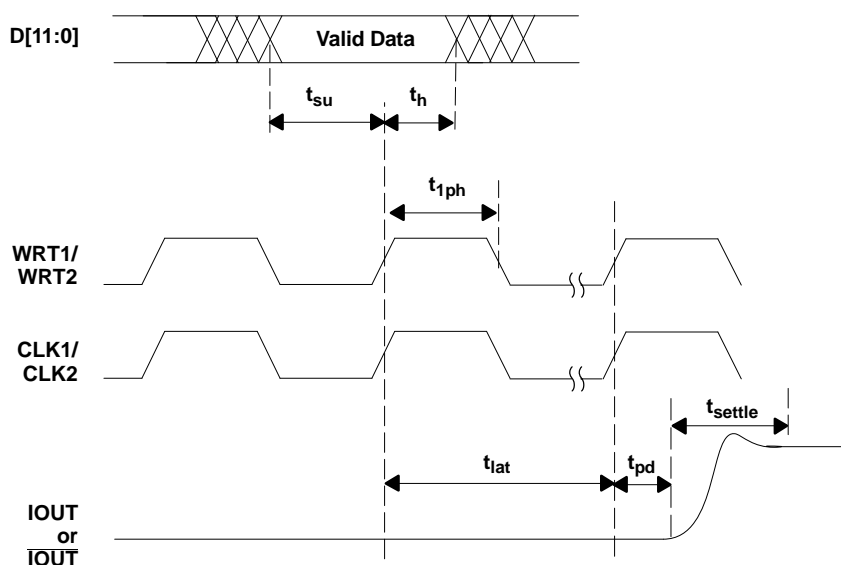 D[11:0]
Valid Data
tsu
th
t1ph
WRT1/
WRT2
CLK1/
CLK2
tsettle
tlat
tpd
IOUT
or
IOUT